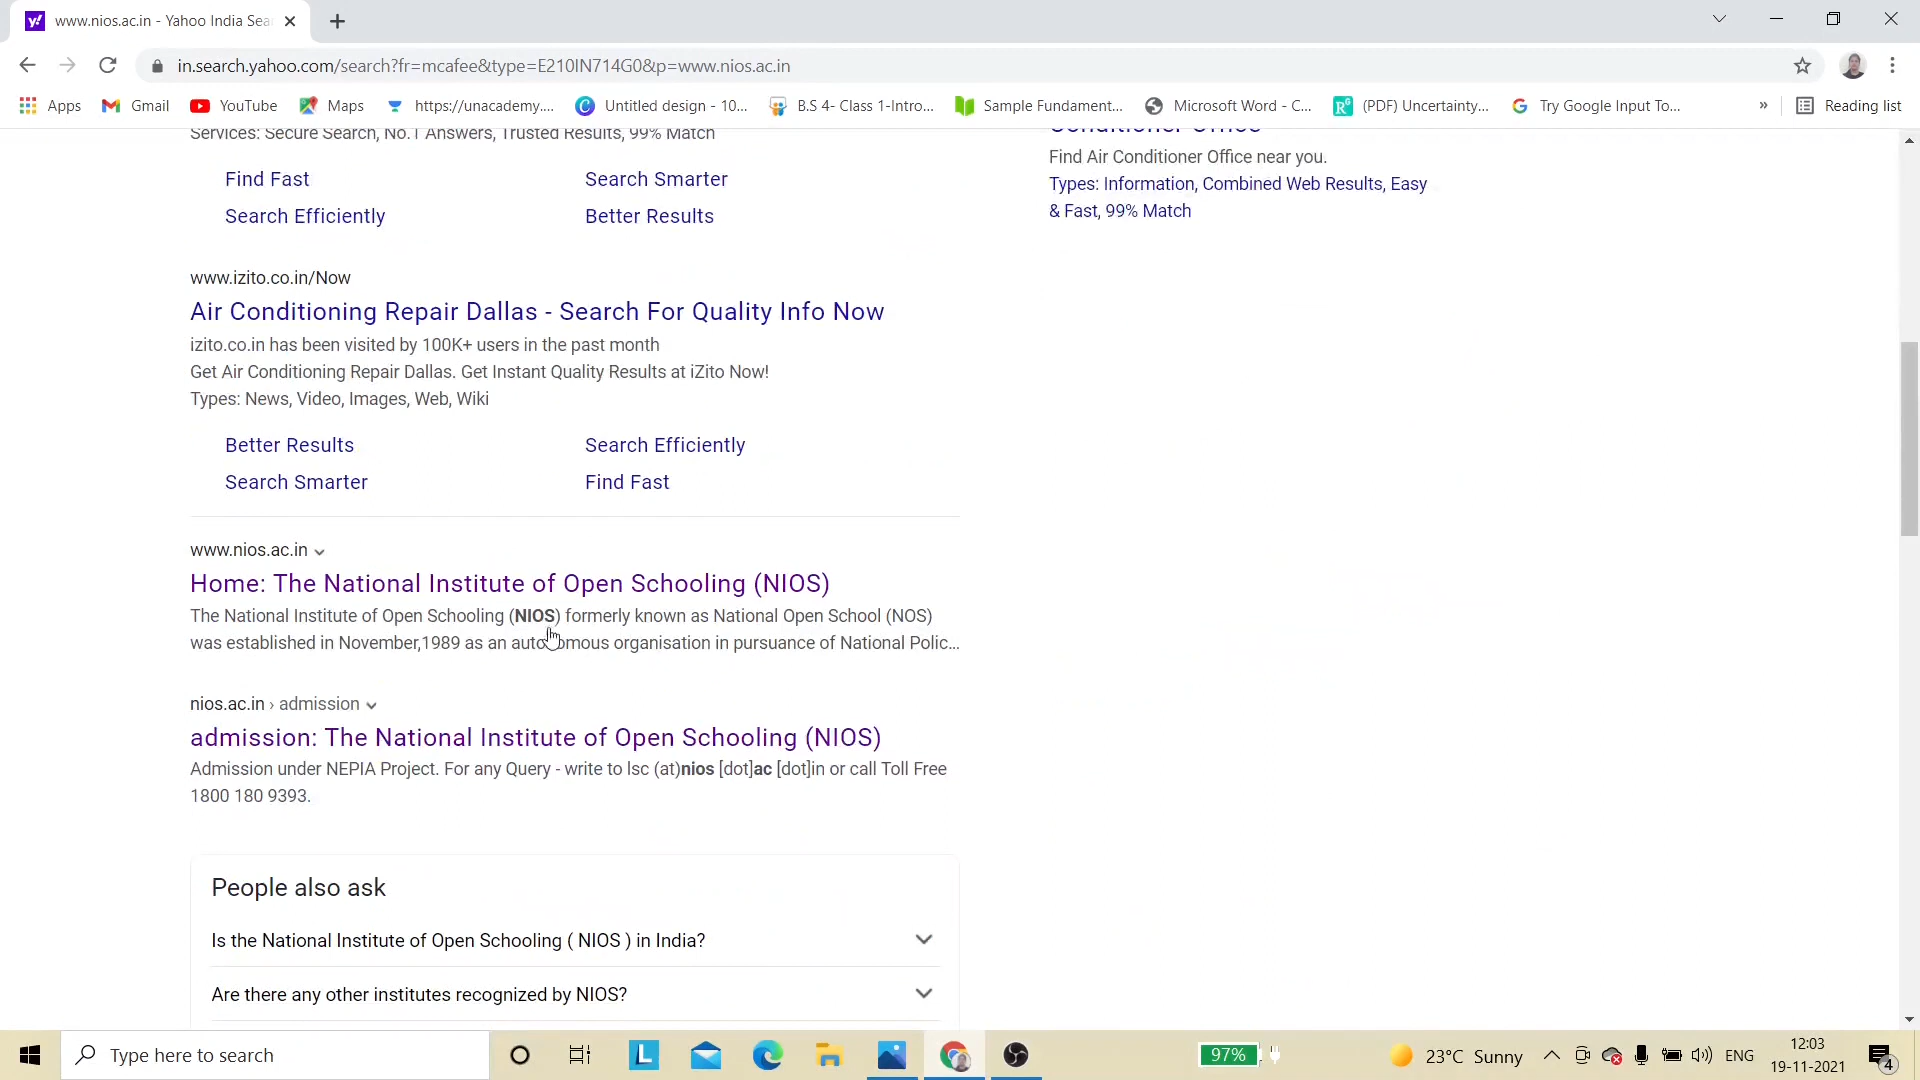 www.nios.ac.in - Yahoo India Sea
in.search.yahoo.com/search?fr=mcafee&type=E210IN714G0&p=www.nios.ac.in
Apps Gmail YouTube Maps https://unacademy.... Untitled design - 10... B.S 4- Class 1-Intro... Sample Fundament... Microsoft Word - C... (PDF) Uncertainty... Try Google Input To... » Reading list
Services: Secure Search, No.1 Answers, Trusted Results, 99% Match
Find Fast Search Smarter
Search Efficiently Better Results
Conditioner Office
Find Air Conditioner Office near you.
Types: Information, Combined Web Results, Easy
& Fast, 99% Match
www.izito.co.in/Now
Air Conditioning Repair Dallas - Search For Quality Info Now
izito.co.in has been visited by 100K+ users in the past month
Get Air Conditioning Repair Dallas. Get Instant Quality Results at iZito Now!
Types: News, Video, Images, Web, Wiki
Better Results Search Efficiently
Search Smarter Find Fast
www.nios.ac.in
Home: The National Institute of Open Schooling (NIOS)
The National Institute of Open Schooling (NIOS) formerly known as National Open School (NOS)
was established in November,1989 as an autonomous organisation in pursuance of National Polic...
nios.ac.in › admission
admission: The National Institute of Open Schooling (NIOS)
Admission under NEPIA Project. For any Query - write to lsc (at)nios [dot]ac [dot]in or call Toll Free
1800 180 9393.
People also ask
Is the National Institute of Open Schooling ( NIOS ) in India?
Are there any other institutes recognized by NIOS?
Type here to search
97%
23°C Sunny
ENG
12:03
19-11-2021
4